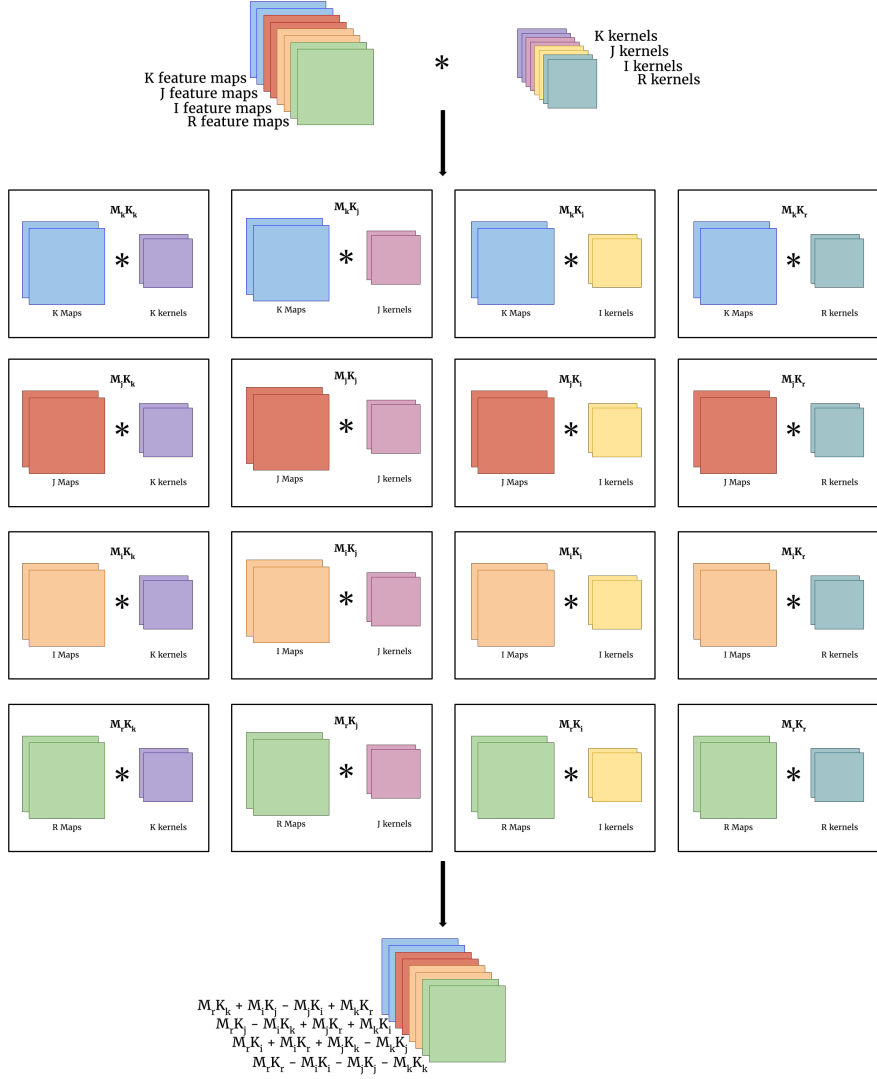 K kernels
J kernels
I kernels
R kernels
K feature maps
J feature maps
I feature maps
R feature maps
*
MₖKₖ MₖKⱼ MₖKᵢ MₖKᵣ
* * * *
K Maps K kernels K Maps J kernels K Maps I kernels K Maps R kernels
MⱼKₖ MⱼKⱼ MⱼKᵢ MⱼKᵣ
* * * *
J Maps K kernels J Maps J kernels J Maps I kernels J Maps R kernels
MᵢKₖ MᵢKⱼ MᵢKᵢ MᵢKᵣ
* * * *
I Maps K kernels I Maps J kernels I Maps I kernels I Maps R kernels
MᵣKₖ MᵣKⱼ MᵣKᵢ MᵣKᵣ
* * * *
R Maps K kernels R Maps J kernels R Maps I kernels R Maps R kernels
MᵣKₖ + MᵢKⱼ − MⱼKᵢ + MₖKᵣ
MᵣKⱼ − MᵢKₖ + MⱼKᵣ + MₖKᵢ
MᵣKᵢ + MᵢKᵣ + MⱼKₖ − MₖKⱼ
MᵣKᵣ − MᵢKᵢ − MⱼKⱼ − MₖKₖ